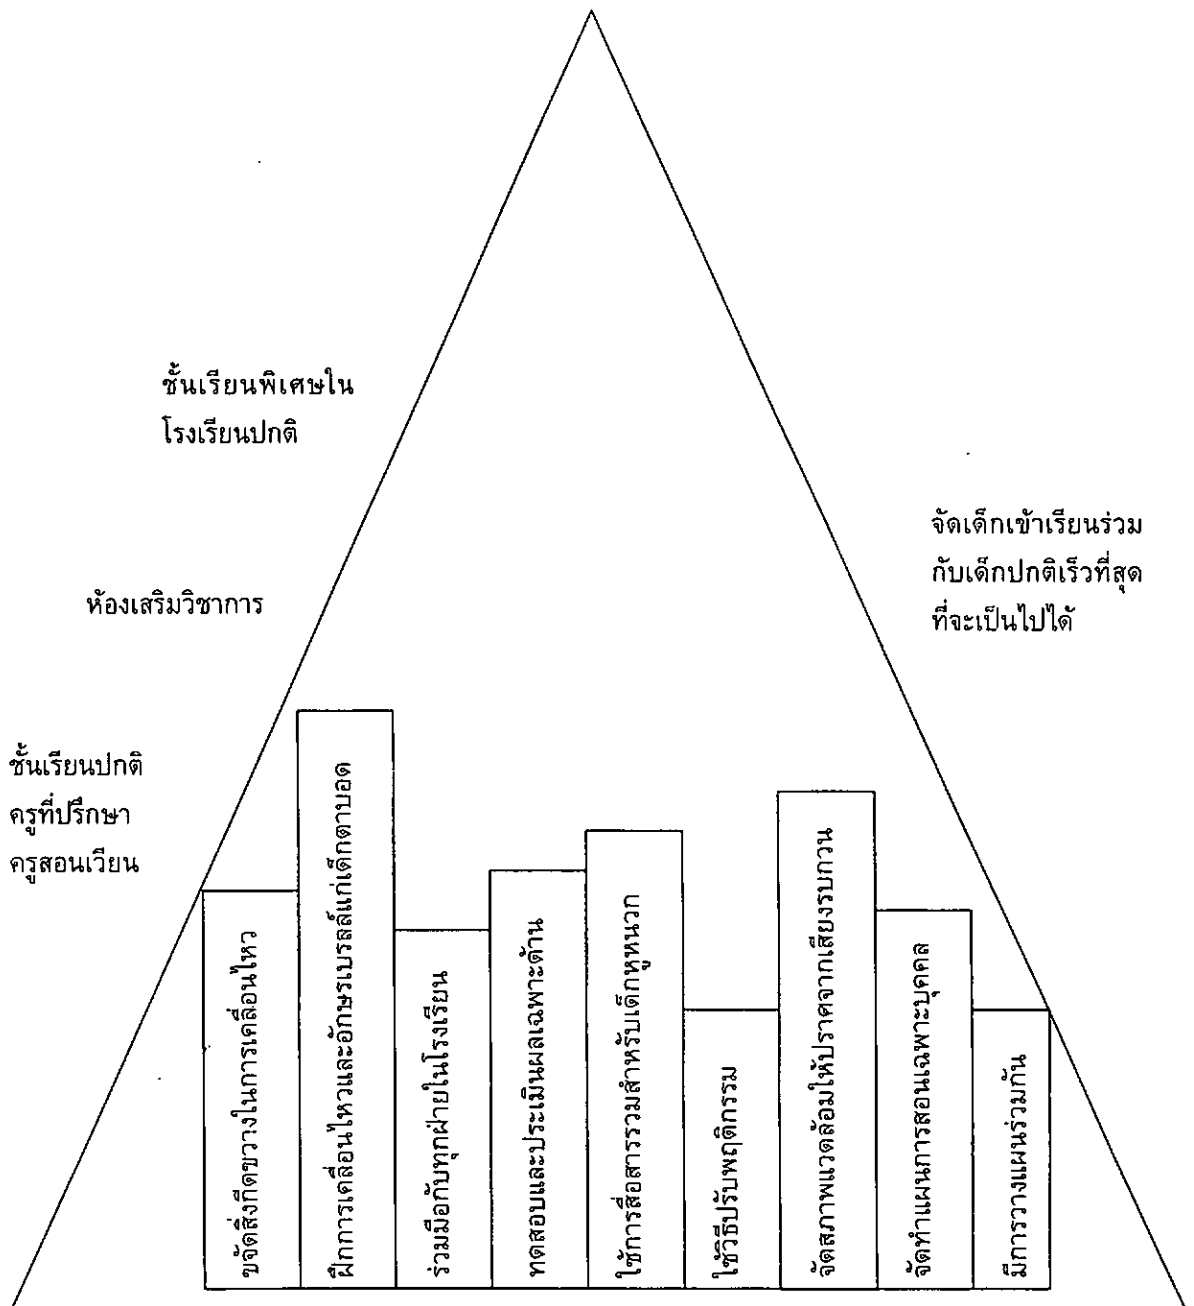 ชั้นเรียนพิเศษใน
โรงเรียนปกติ
จัดเด็กเข้าเรียนร่วม
กับเด็กปกติเร็วที่สุด
ที่จะเป็นไปได้
ห้องเสริมวิชาการ
ชั้นเรียนปกติ
ครูที่ปรึกษา
ครูสอนเวียน
ขจัดสิ่งกีดขวางในการเคลื่อนไหว
ฝึกการเคลื่อนไหวและอักษรเบรลล์แก่เด็กตาบอด
ร่วมมือกับทุกฝ่ายในโรงเรียน
ทดสอบและประเมินผลเฉพาะด้าน
ใช้การสื่อสารรวมสำหรับเด็กหูหนวก
ใช้วิธีปรับพฤติกรรม
จัดสภาพแวดล้อมให้ปราศจากเสียงรบกวน
จัดทำแผนการสอนเฉพาะบุคคล
มีการวางแผนร่วมกัน